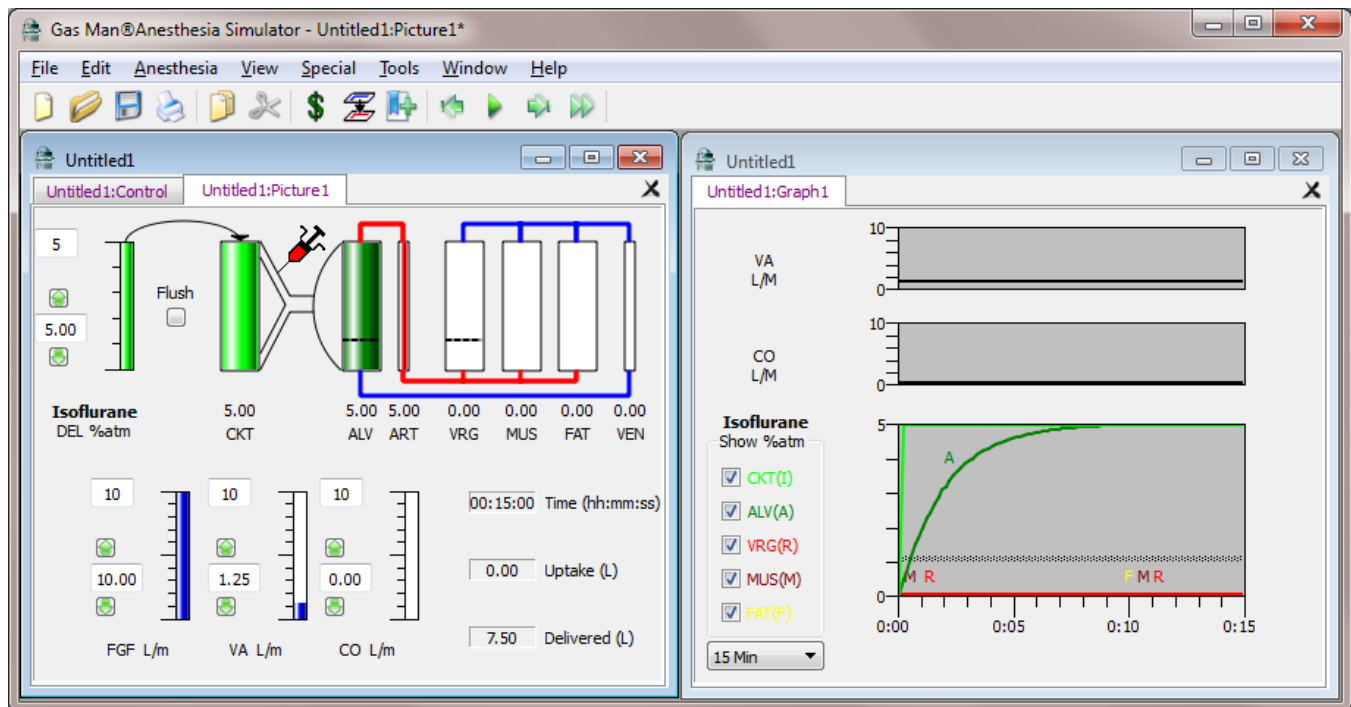 Gas Man®Anesthesia Simulator - Untitled1:Picture1*
File Edit Anesthesia View Special Tools Window Help
$
Untitled1
Untitled1:Control Untitled1:Picture1
5
Flush
5.00
Isoflurane 5.00 5.00 5.00 0.00 0.00 0.00 0.00
DEL %atm CKT ALV ART VRG MUS FAT VEN
10 10 10
00:15:00 Time (hh:mm:ss)
0.00 Uptake (L)
10.00 1.25 0.00
7.50 Delivered (L)
FGF L/m VA L/m CO L/m
Untitled1
Untitled1:Graph1
10
VA
L/M
0
10
CO
L/M
0
Isoflurane
Show %atm
5
A
CKT(I)
ALV(A)
VRG(R)
MUS(M)
FAT(F)
M R F M R
0
0:00 0:05 0:10 0:15
15 Min